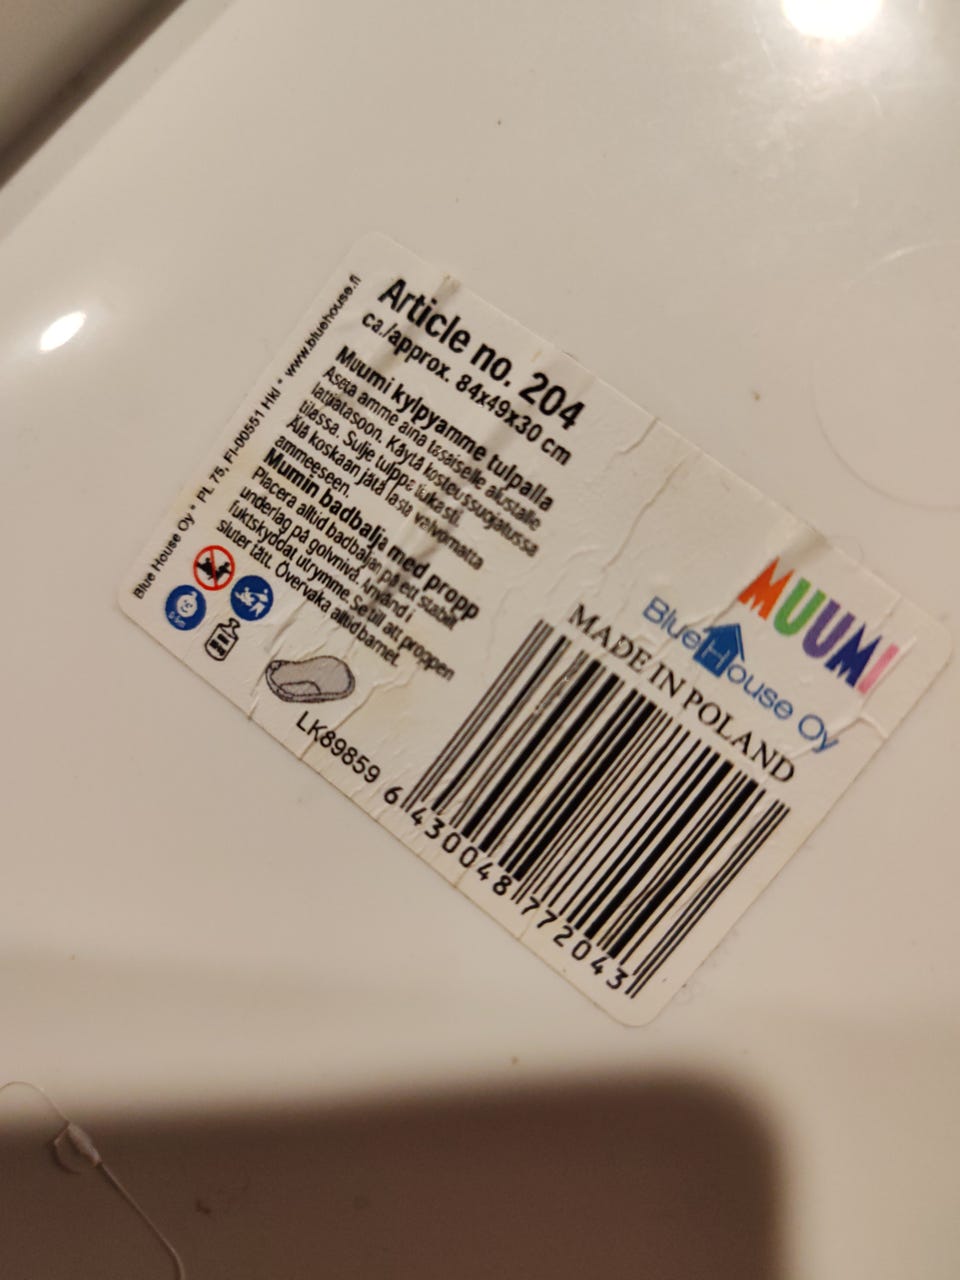 Article no. 204
ca./approx. 84x49x30 cm
Muumi kylpyamme tulpalla
Aseta amme aina tasaiselle alustalle
lattiatasoon. Käytä kosteussuojatussa
tilassa. Sulje tulppa tiukasti.
Älä koskaan jätä lasta valvomatta
ammeeseen.
Mumin badbalja med propp
Placera alltid badbaljan på ett stabilt
underlag på golvnivå. Använd i
fuktskyddat utrymme. Se till att proppen
sluter tätt. Övervaka alltid barnet.
Blue House Oy * PL 75, FI-00551 Hki * www.bluehouse.fi
LK89859
MUUMI
Blue House Oy
MADE IN POLAND
6 430048 772043